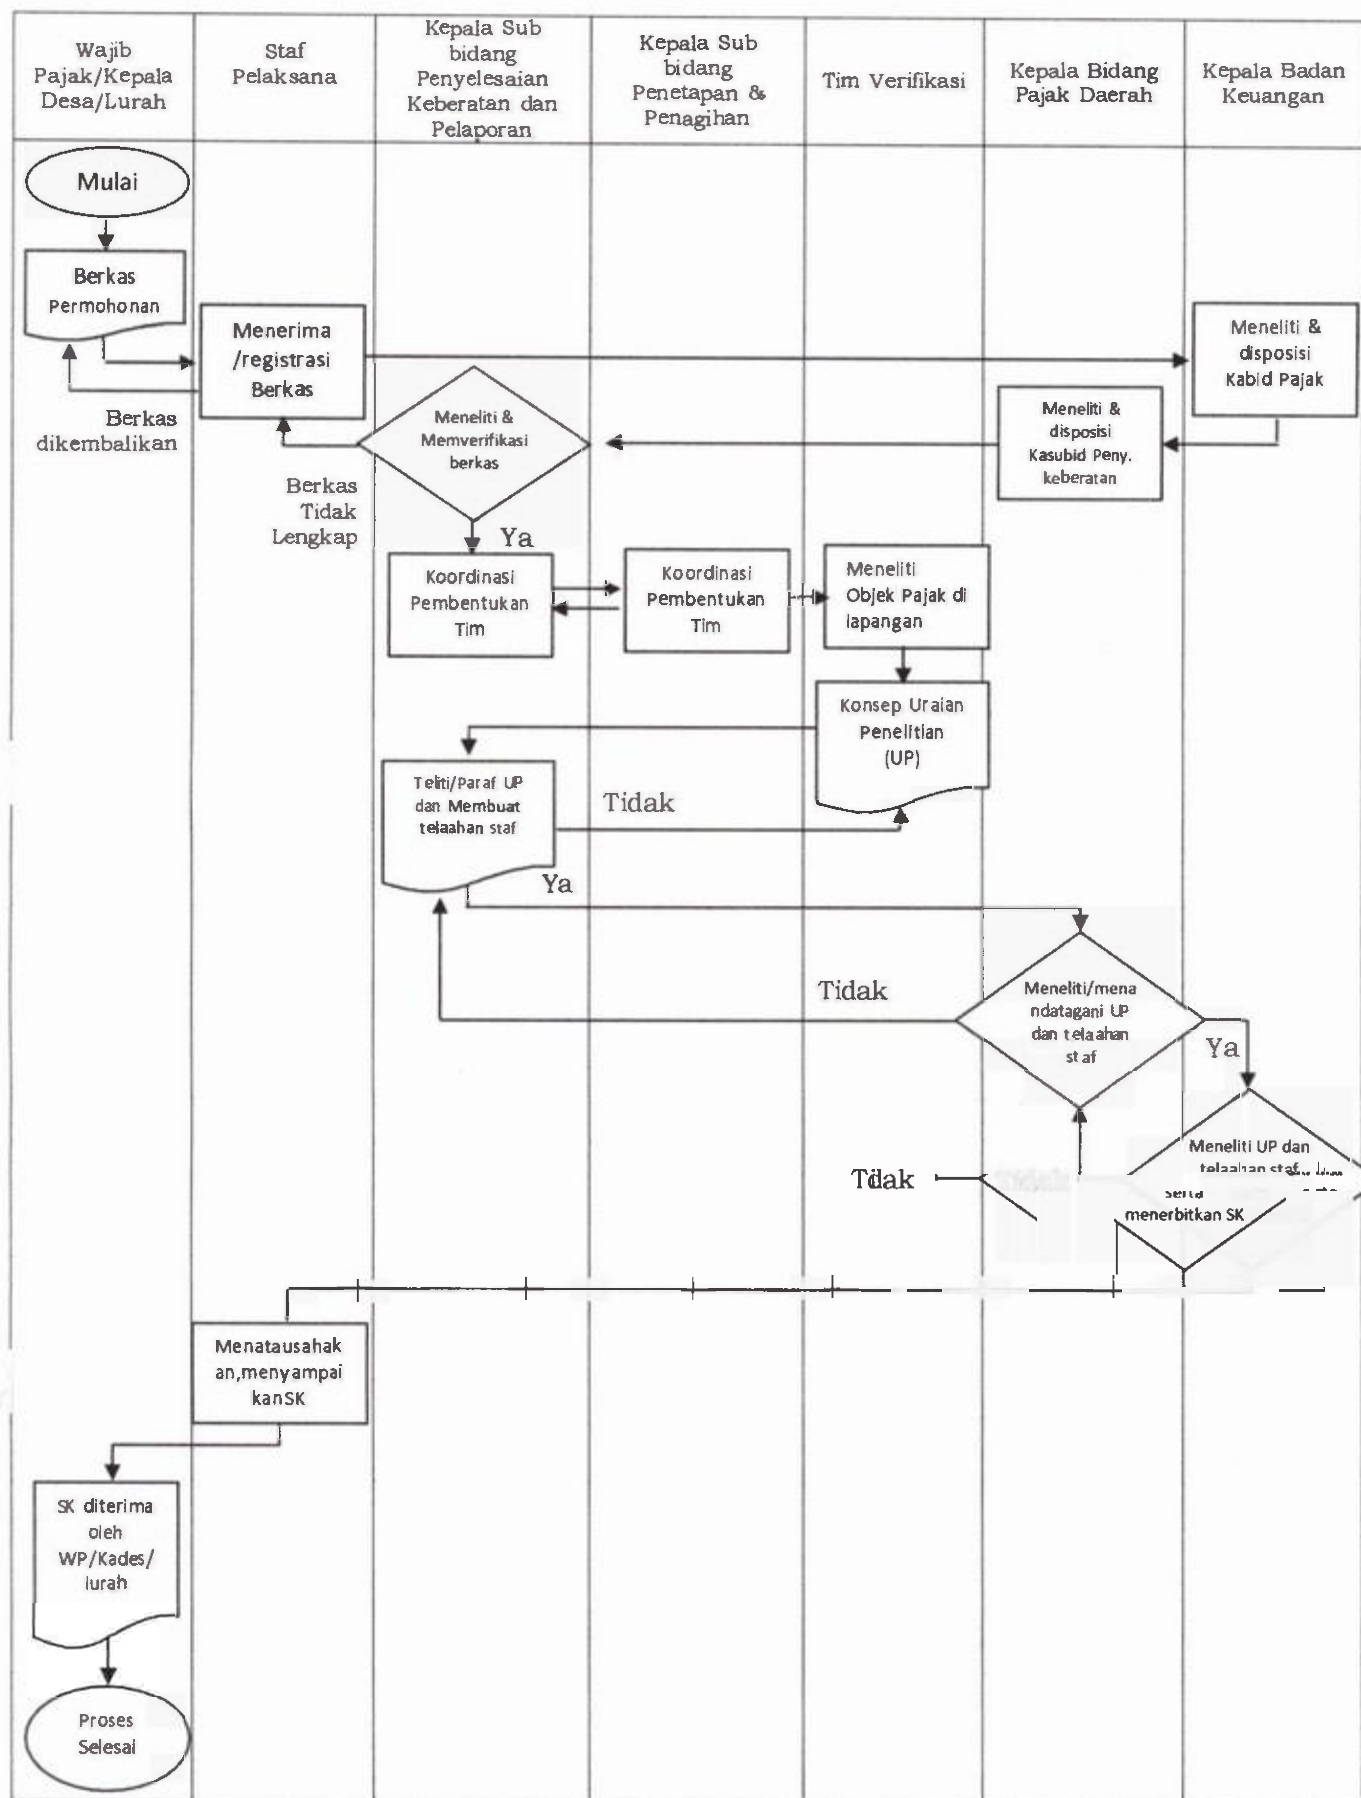 Wajib
Pajak/Kepala
Desa/Lurah
Staf
Pelaksana
Kepala Sub
bidang
Penyelesaian
Keberatan dan
Pelaporan
Kepala Sub
bidang
Penetapan &
Penagihan
Tim Verifikasi
Kepala Bidang
Pajak Daerah
Kepala Badan
Keuangan
Mulai
Berkas
Permohonan
Menerima
/registrasi
Berkas
Meneliti &
disposisi
Kabid Pajak
Berkas
dikembalikan
Meneliti &
Memverifikasi
berkas
Meneliti &
disposisi
Kasubid Peny.
keberatan
Berkas
Tidak
Lengkap
Ya
Koordinasi
Pembentukan
Tim
Koordinasi
Pembentukan
Tim
Meneliti
Objek Pajak di
lapangan
Konsep Uraian
Penelitian
(UP)
Teliti/Paraf UP
dan Membuat
telaahan staf
Tidak
Ya
Tidak
Meneliti/mena
ndatagani UP
dan telaahan
staf
Ya
Meneliti UP dan
telaahan staf
serta
menerbitkan SK
Tdak
Tidak
Menatausahak
an,menyampai
kanSK
SK diterima
oleh
WP/Kades/
lurah
Proses
Selesai